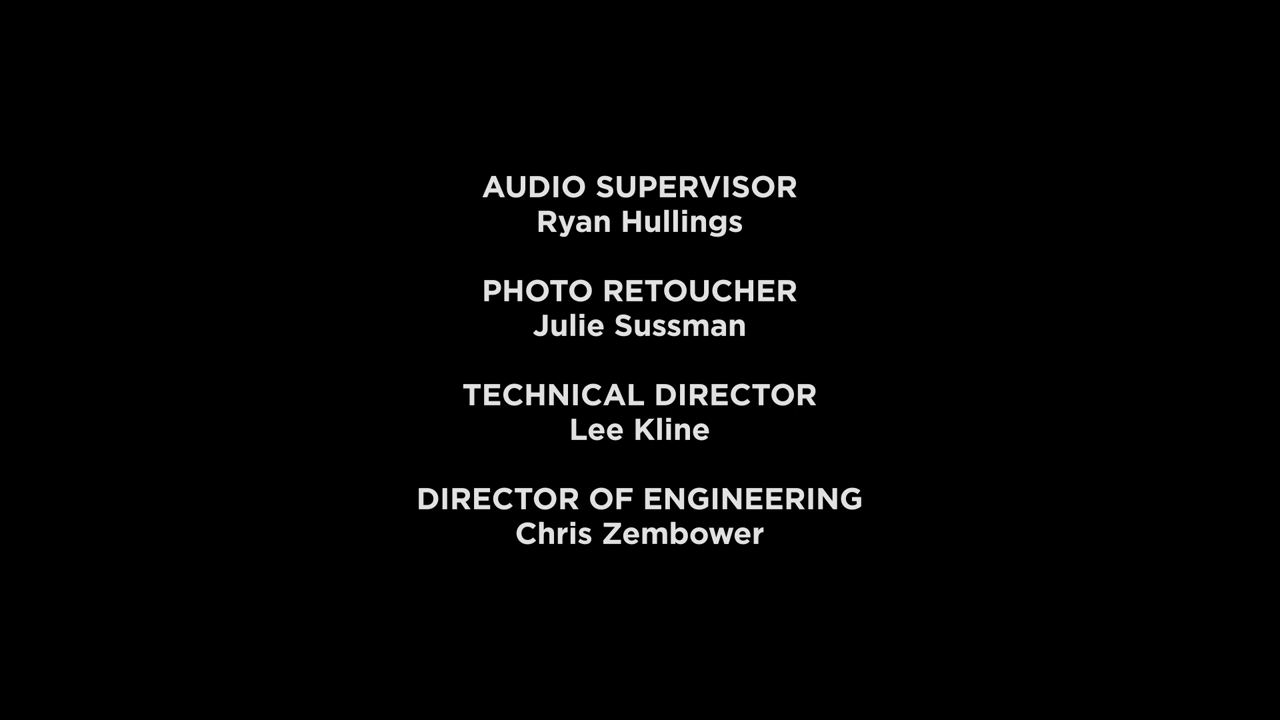 AUDIO SUPERVISOR
Ryan Hullings
PHOTO RETOUCHER
Julie Sussman
TECHNICAL DIRECTOR
Lee Kline
DIRECTOR OF ENGINEERING
Chris Zembower